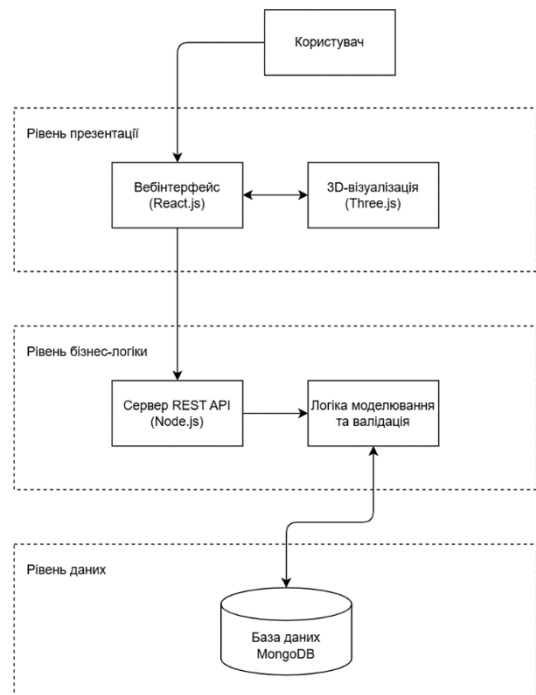 Користувач
Рівень презентації
Вебінтерфейс
(React.js)
3D-візуалізація
(Three.js)
Рівень бізнес-логіки
Сервер REST API
(Node.js)
Логіка моделювання
та валідація
Рівень даних
База даних
MongoDB